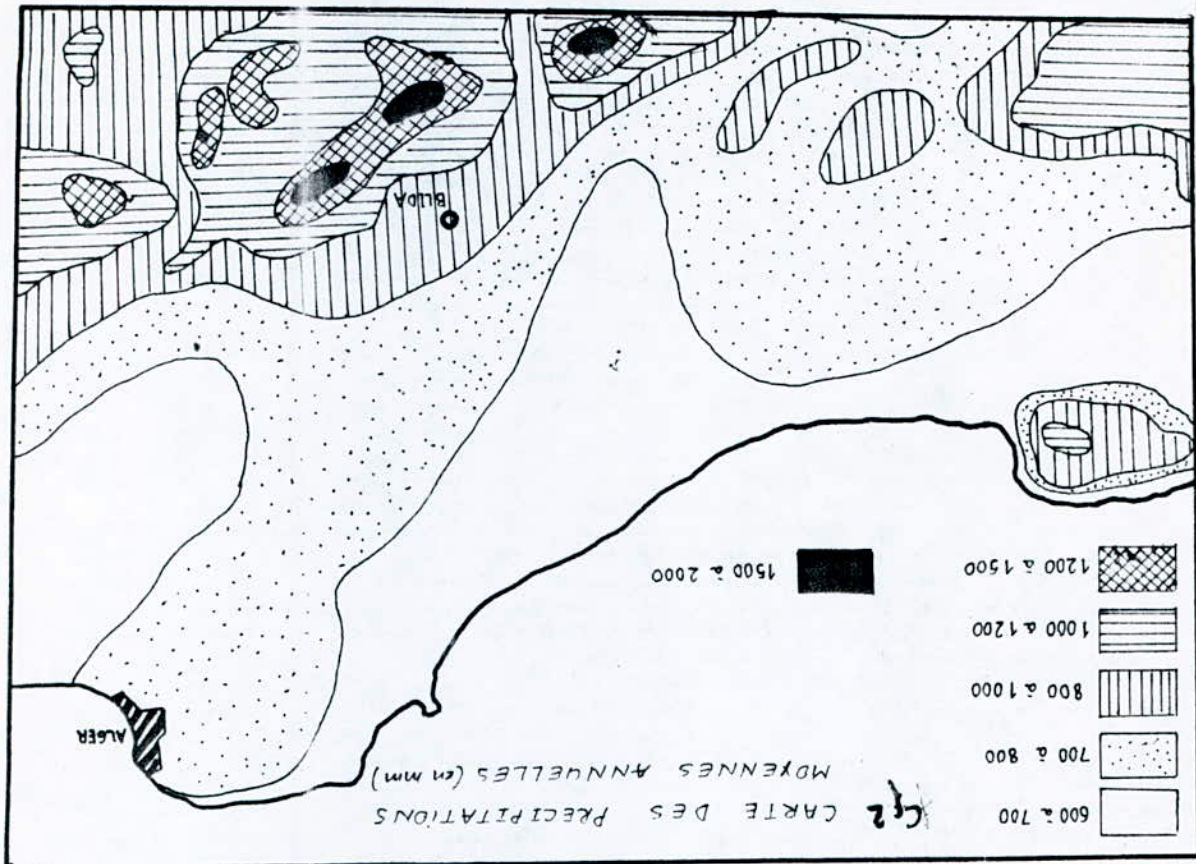 CARTE DES PRECIPITATIONS
MOYENNES ANNUELLES (en mm)
600 à 700
700 à 800
800 à 1000
1000 à 1200
1200 à 1500
1500 à 2000
ALGER
BLIDA